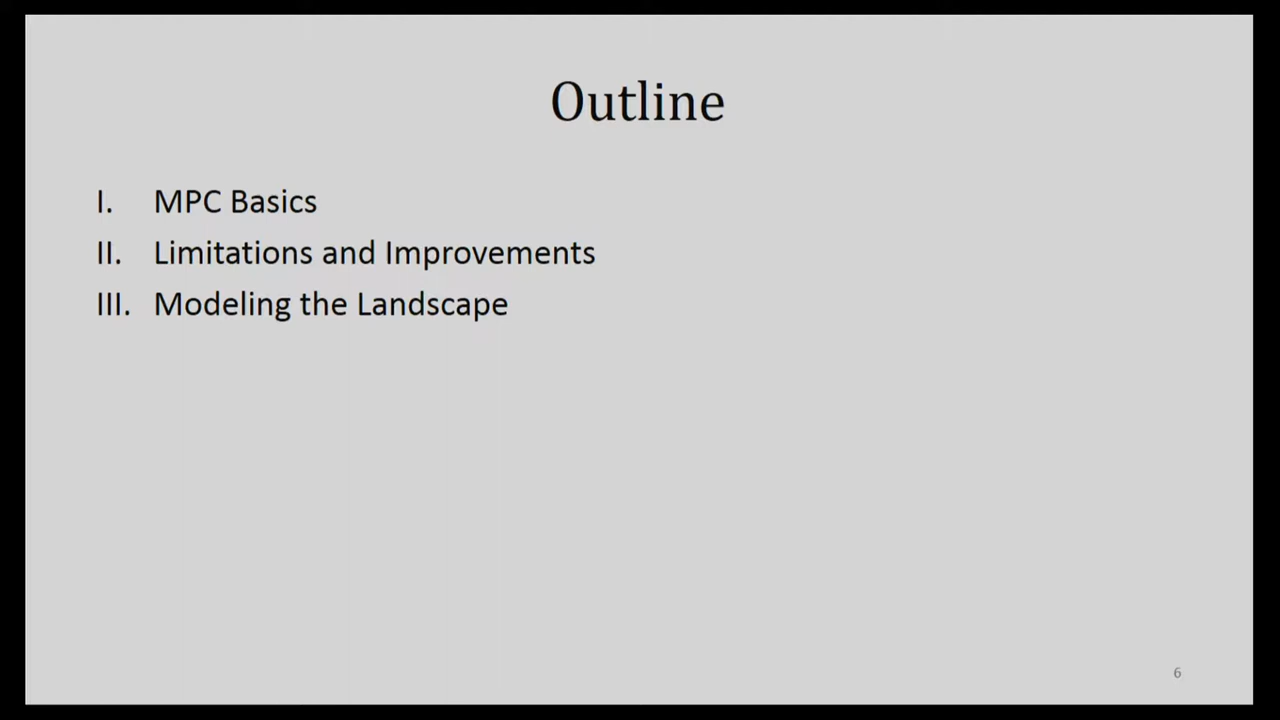 Outline
I. MPC Basics
II. Limitations and Improvements
III. Modeling the Landscape
6